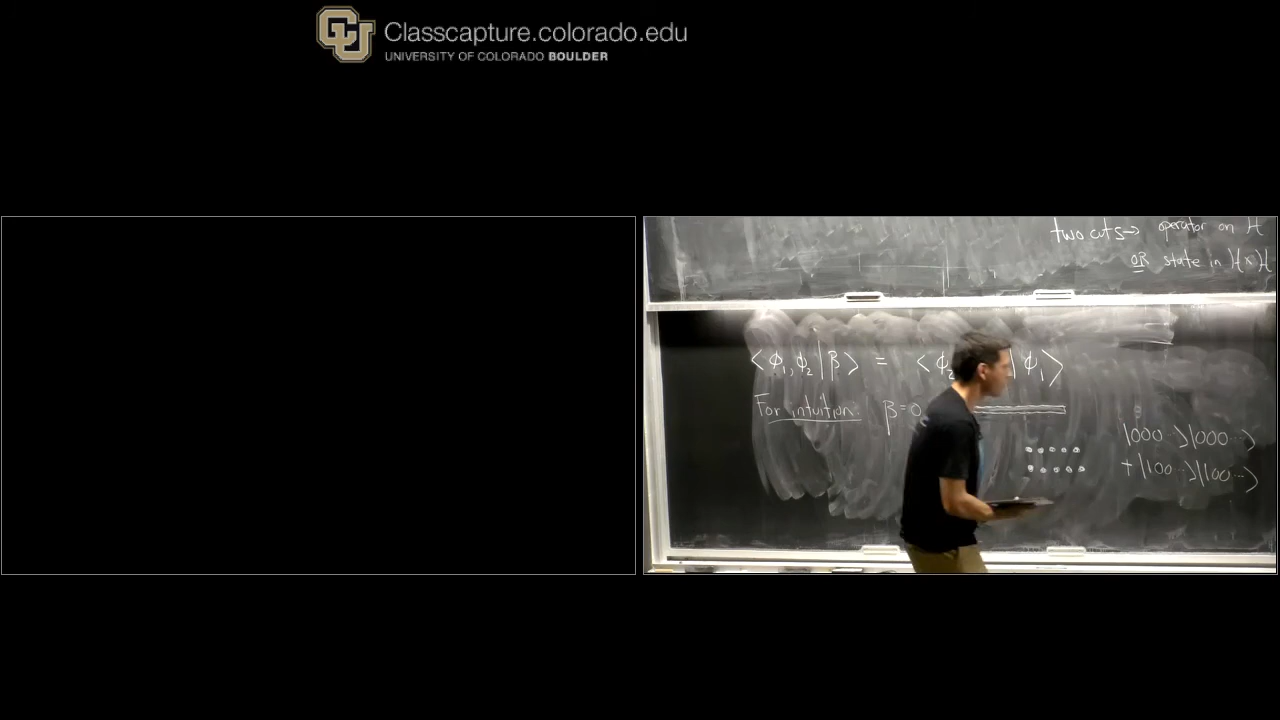 CU Classcapture.colorado.edu
UNIVERSITY OF COLORADO BOULDER
two cuts → operator on H
OR state in H⊗H
⟨ϕ₁,ϕ₂|β⟩ = ⟨ϕ₂ |ϕ₁⟩
For intuition: β=0
|000...⟩|000...⟩
+|100...⟩|100...⟩